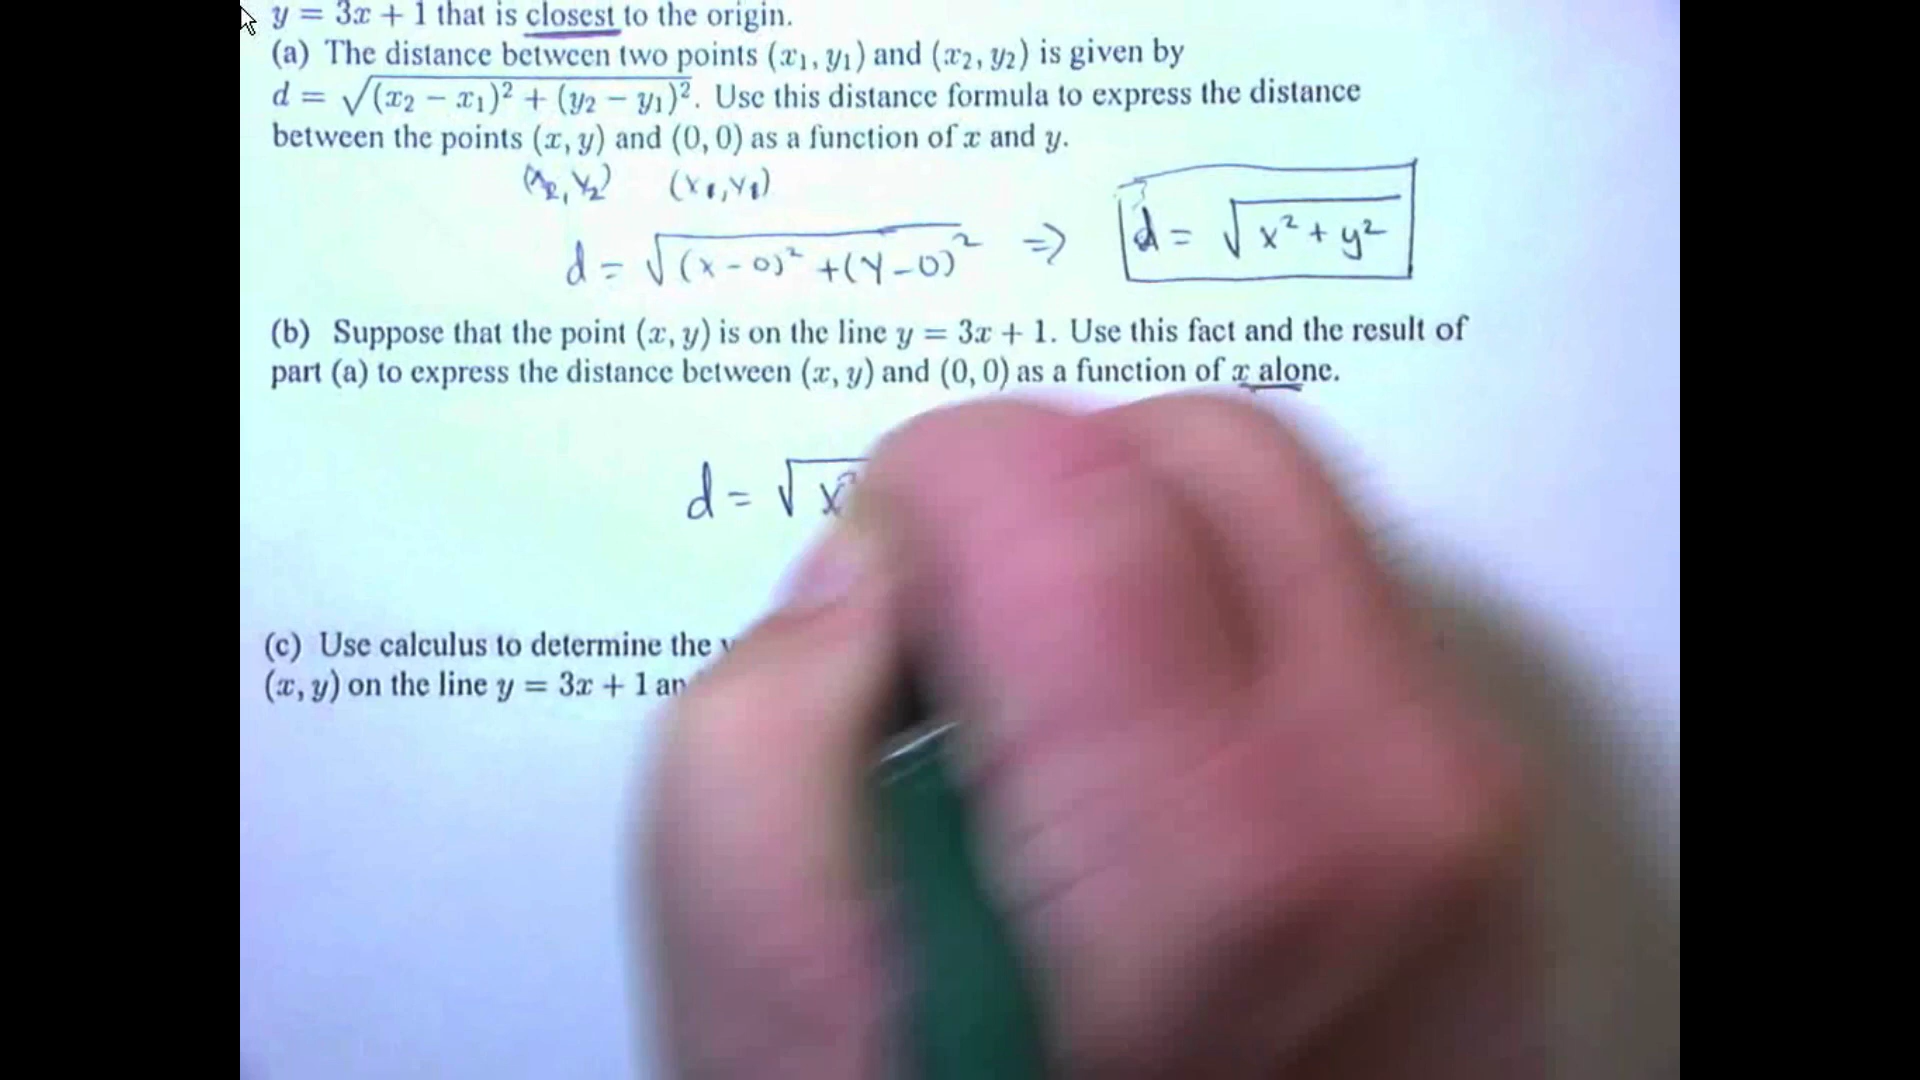 y = 3x + 1 that is closest to the origin.
(a) The distance between two points (x₁, y₁) and (x₂, y₂) is given by
d = √(x₂ − x₁)² + (y₂ − y₁)². Use this distance formula to express the distance
between the points (x, y) and (0, 0) as a function of x and y.
(x₂, y₂) (x₁, y₁)
d = √(x − 0)² + (y − 0)² ⇒ d = √x² + y²
(b) Suppose that the point (x, y) is on the line y = 3x + 1. Use this fact and the result of
part (a) to express the distance between (x, y) and (0, 0) as a function of x alone.
d = √x²
(c) Use calculus to determine the
(x, y) on the line y = 3x + 1